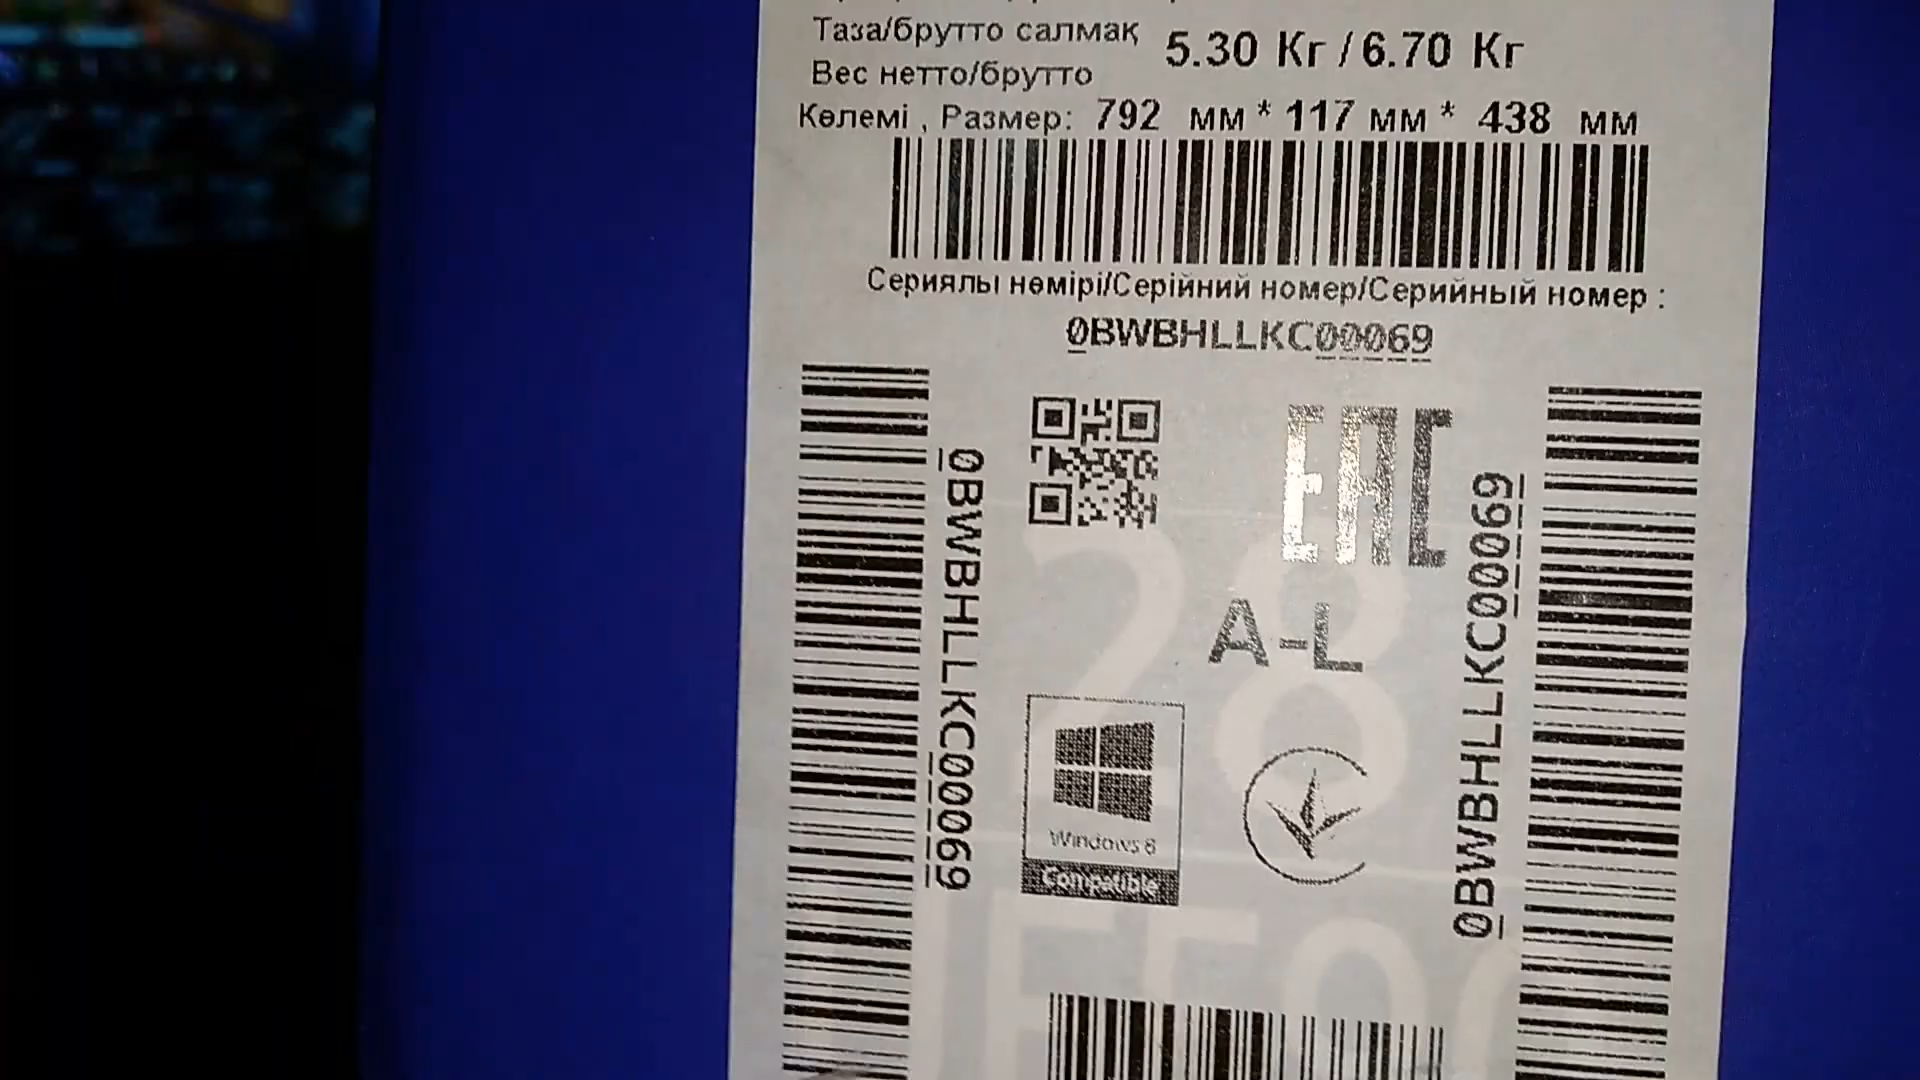 Таза/брутто салмақ
5.30 Кг / 6.70 Кг
Вес нетто/брутто
Көлемі , Размер: 792 мм * 117 мм * 438 мм
Сериялы нөмірі/Серійний номер/Серийный номер :
0BWBHLLKC00069
0BWBHLLKC00069
EAC
0BWBHLLKC00069
28
A-L
Windows 8
Compatible